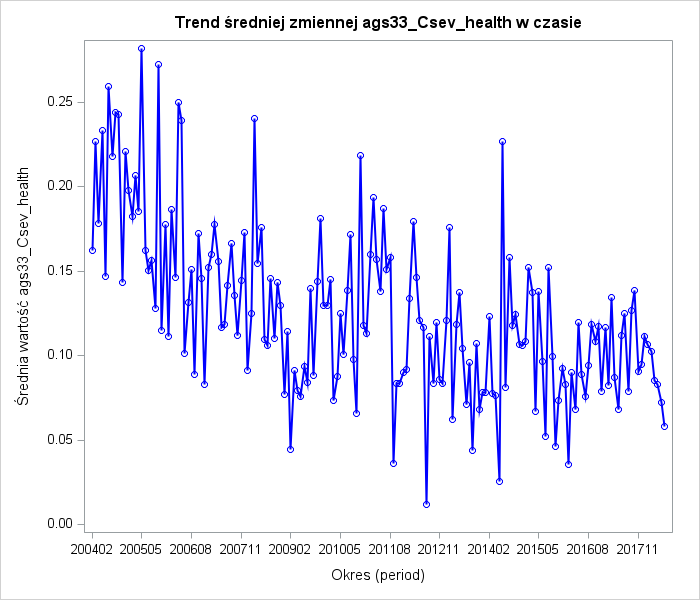 Trend średniej zmiennej ags33_Csev_health w czasie
Średnia wartość ags33_Csev_health
0.25
0.20
0.15
0.10
0.05
0.00
200402 200505 200608 200711 200902 201005 201108 201211 201402 201505 201608 201711
Okres (period)